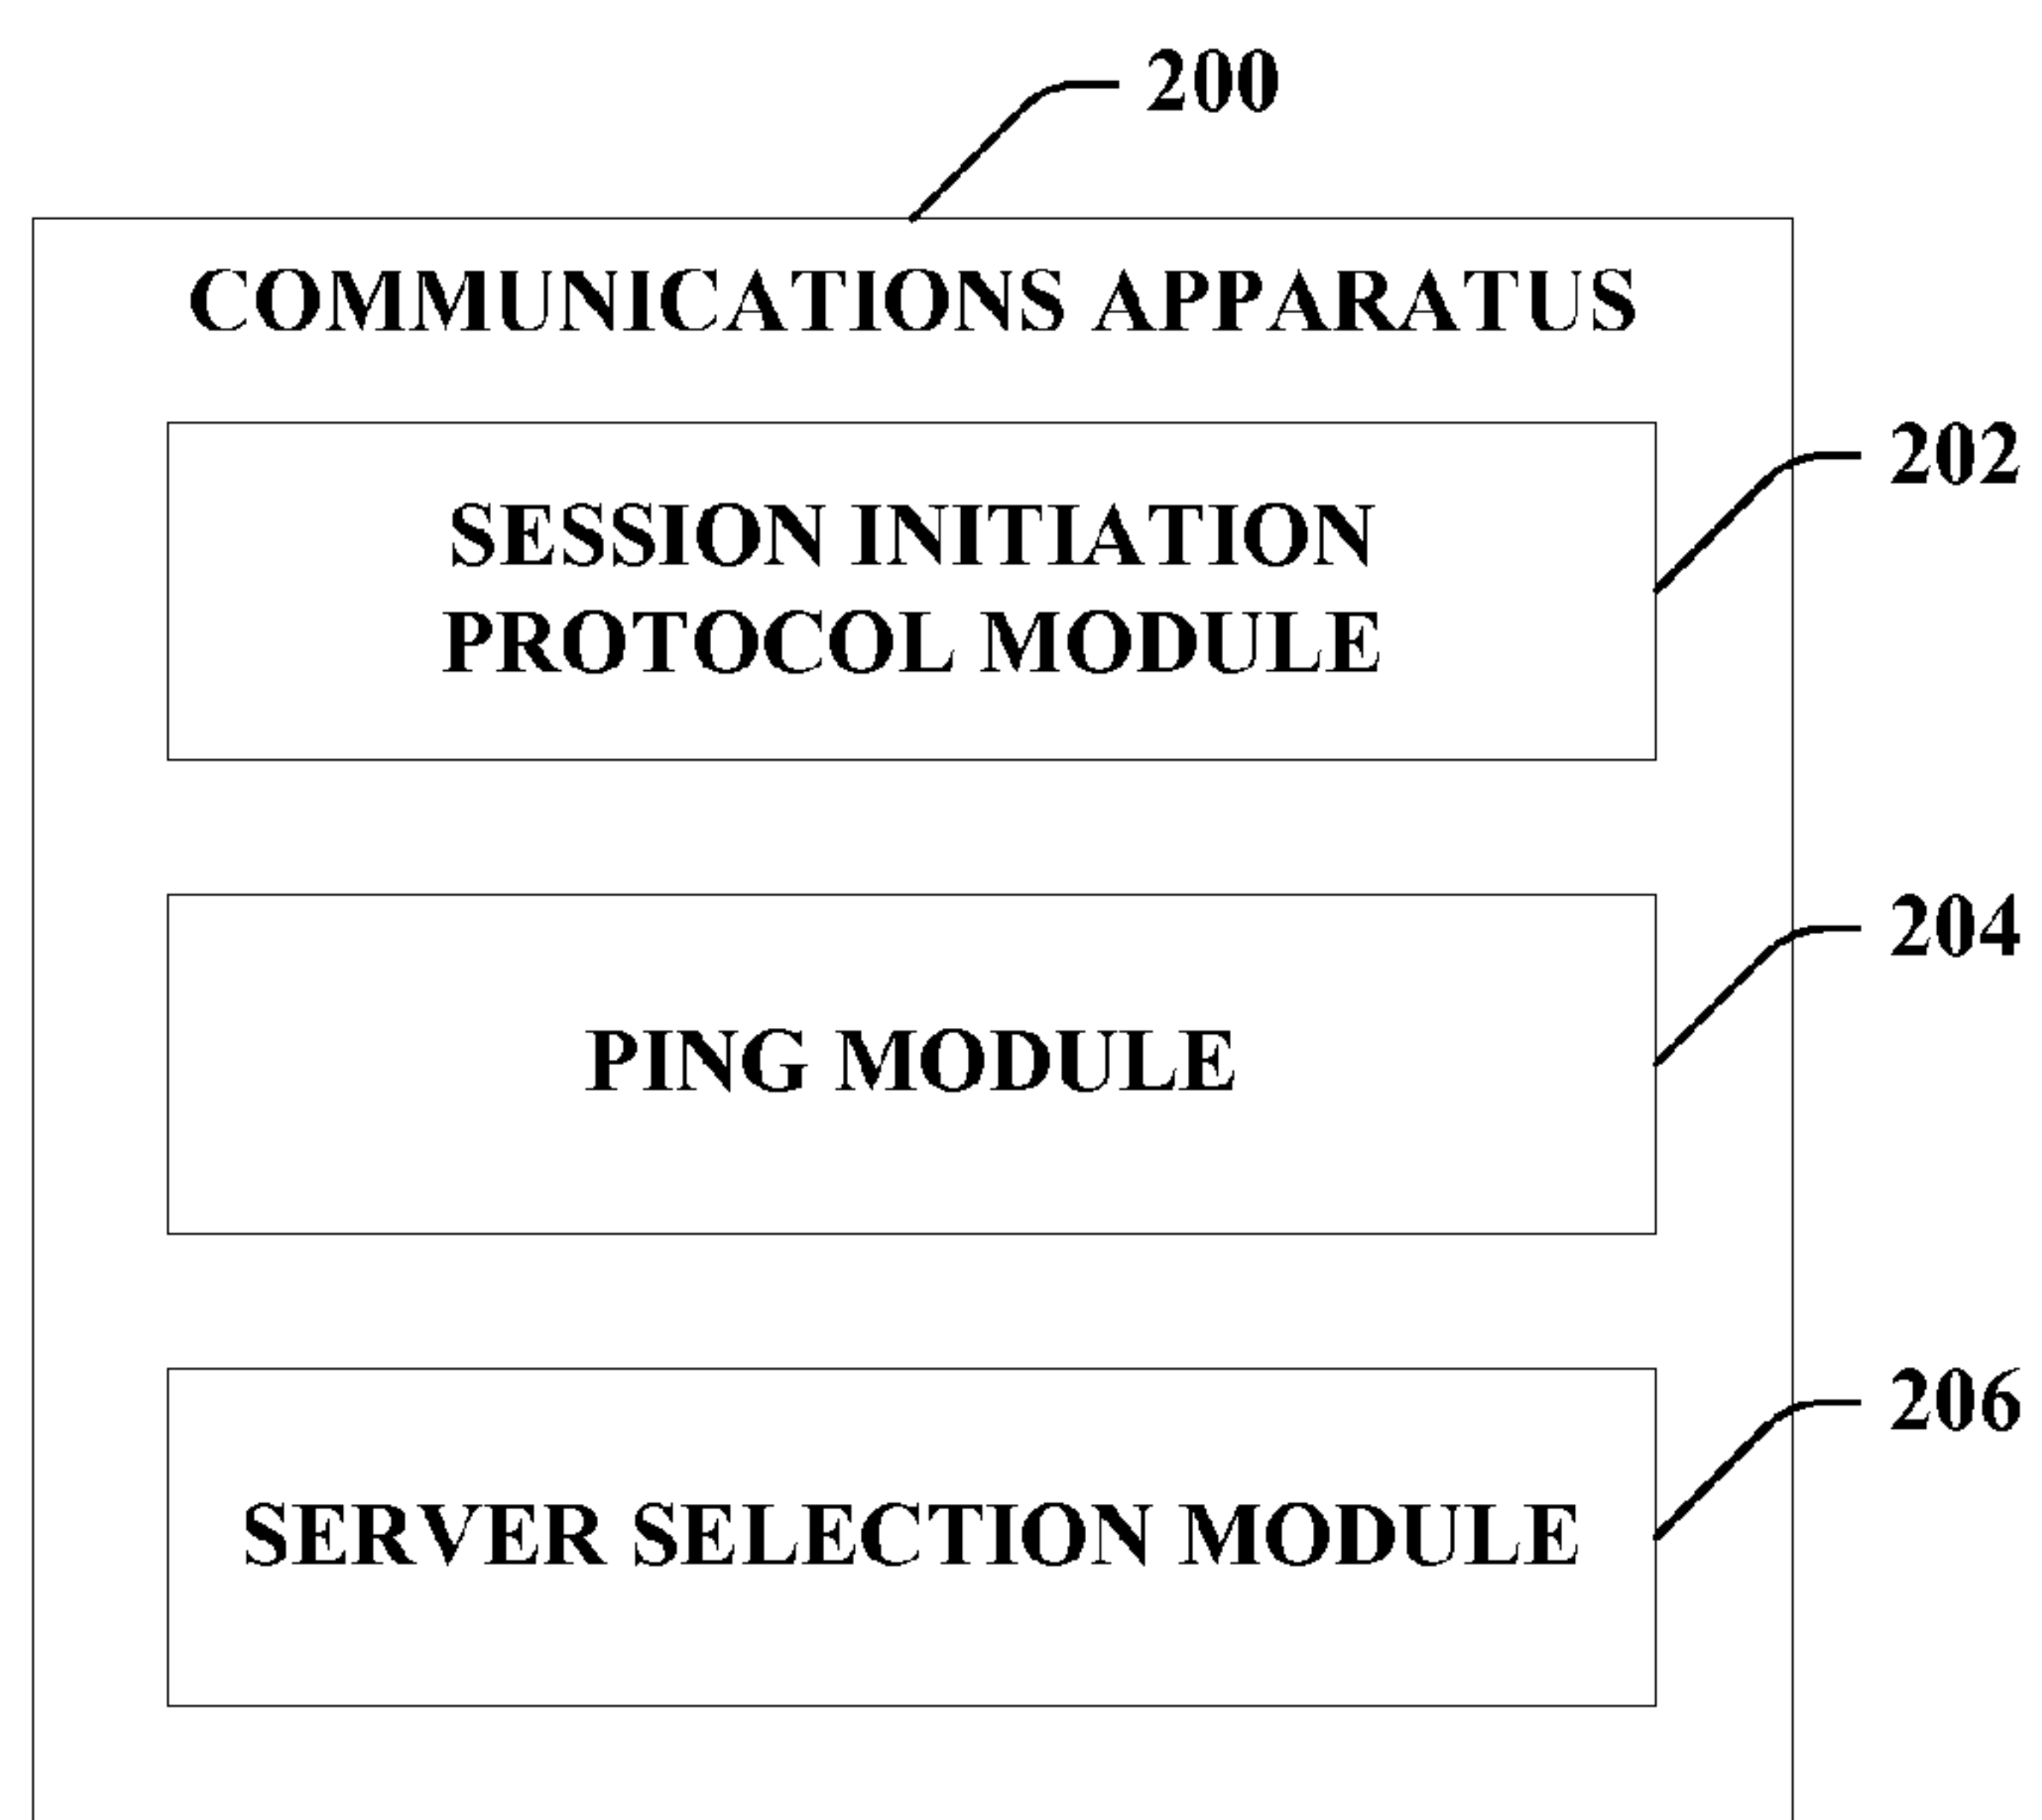 200
COMMUNICATIONS APPARATUS
202
SESSION INITIATION
PROTOCOL MODULE
204
PING MODULE
206
SERVER SELECTION MODULE